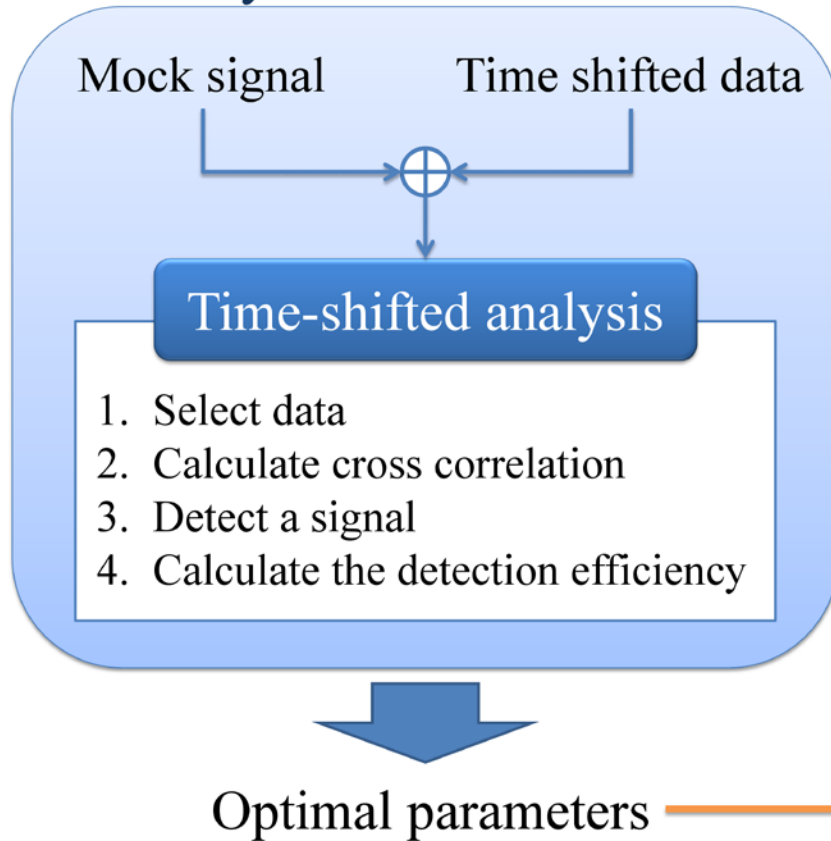 Mock signal
Time shifted data
Time-shifted analysis
1. Select data
2. Calculate cross correlation
3. Detect a signal
4. Calculate the detection efficiency
Optimal parameters